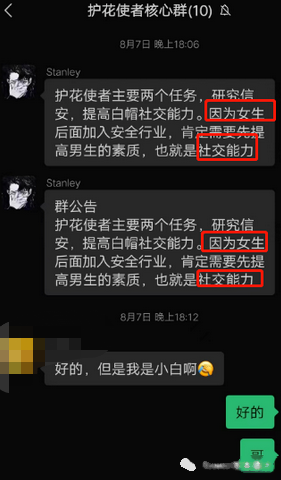 护花使者核心群(10)
8月7日 晚上18:06
Stanley
护花使者主要两个任务，研究信
安，提高白帽社交能力。因为女生
后面加入安全行业，肯定需要先提
高男生的素质，也就是社交能力
Stanley
群公告
护花使者主要两个任务，研究信
安，提高白帽社交能力。因为女生
后面加入安全行业，肯定需要先提
高男生的素质，也就是社交能力
8月7日 晚上18:12
好的，但是我是小白啊😂
好的
哥